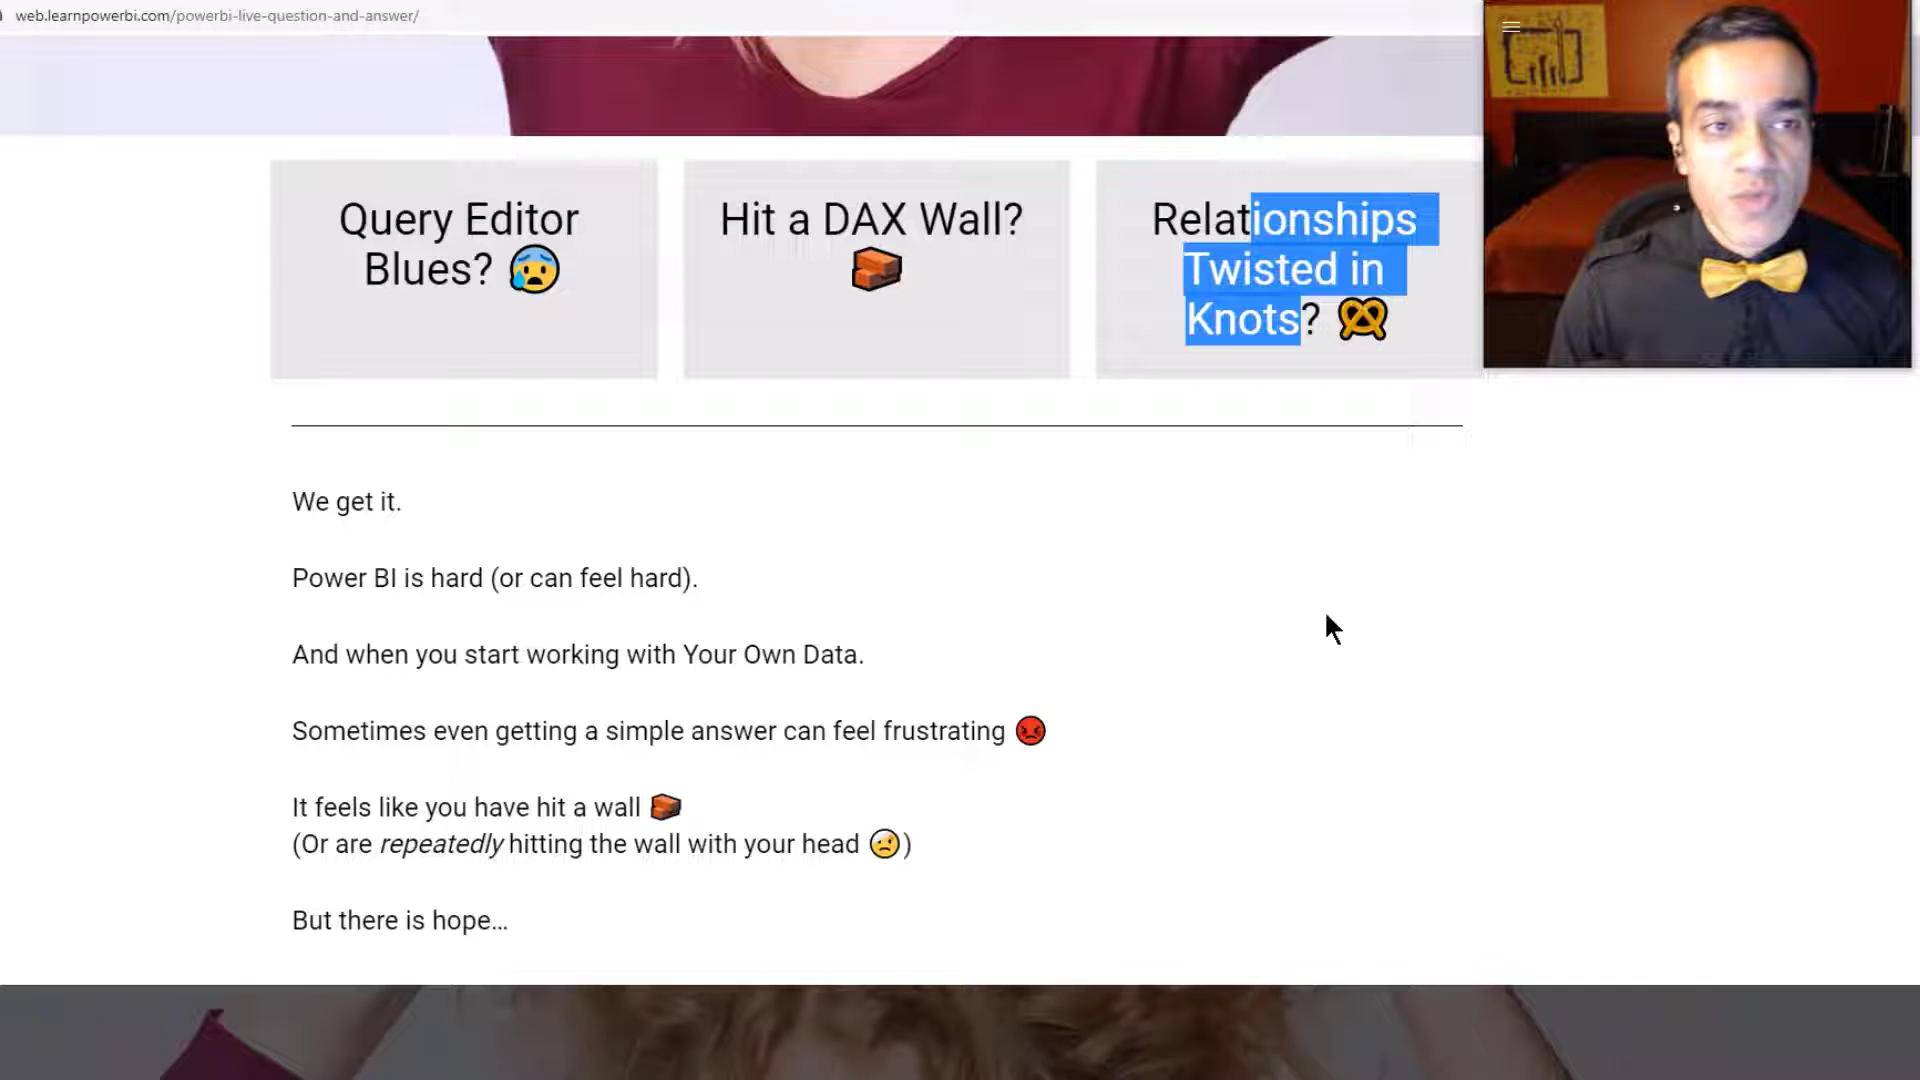 web.learnpowerbi.com/powerbi-live-question-and-answer/
Query Editor
Blues? 😰
Hit a DAX Wall?
🧱
Relationships
Twisted in
Knots? 🥨
We get it.
Power BI is hard (or can feel hard).
And when you start working with Your Own Data.
Sometimes even getting a simple answer can feel frustrating 😡
It feels like you have hit a wall 🧱
(Or are repeatedly hitting the wall with your head 🤕)
But there is hope…